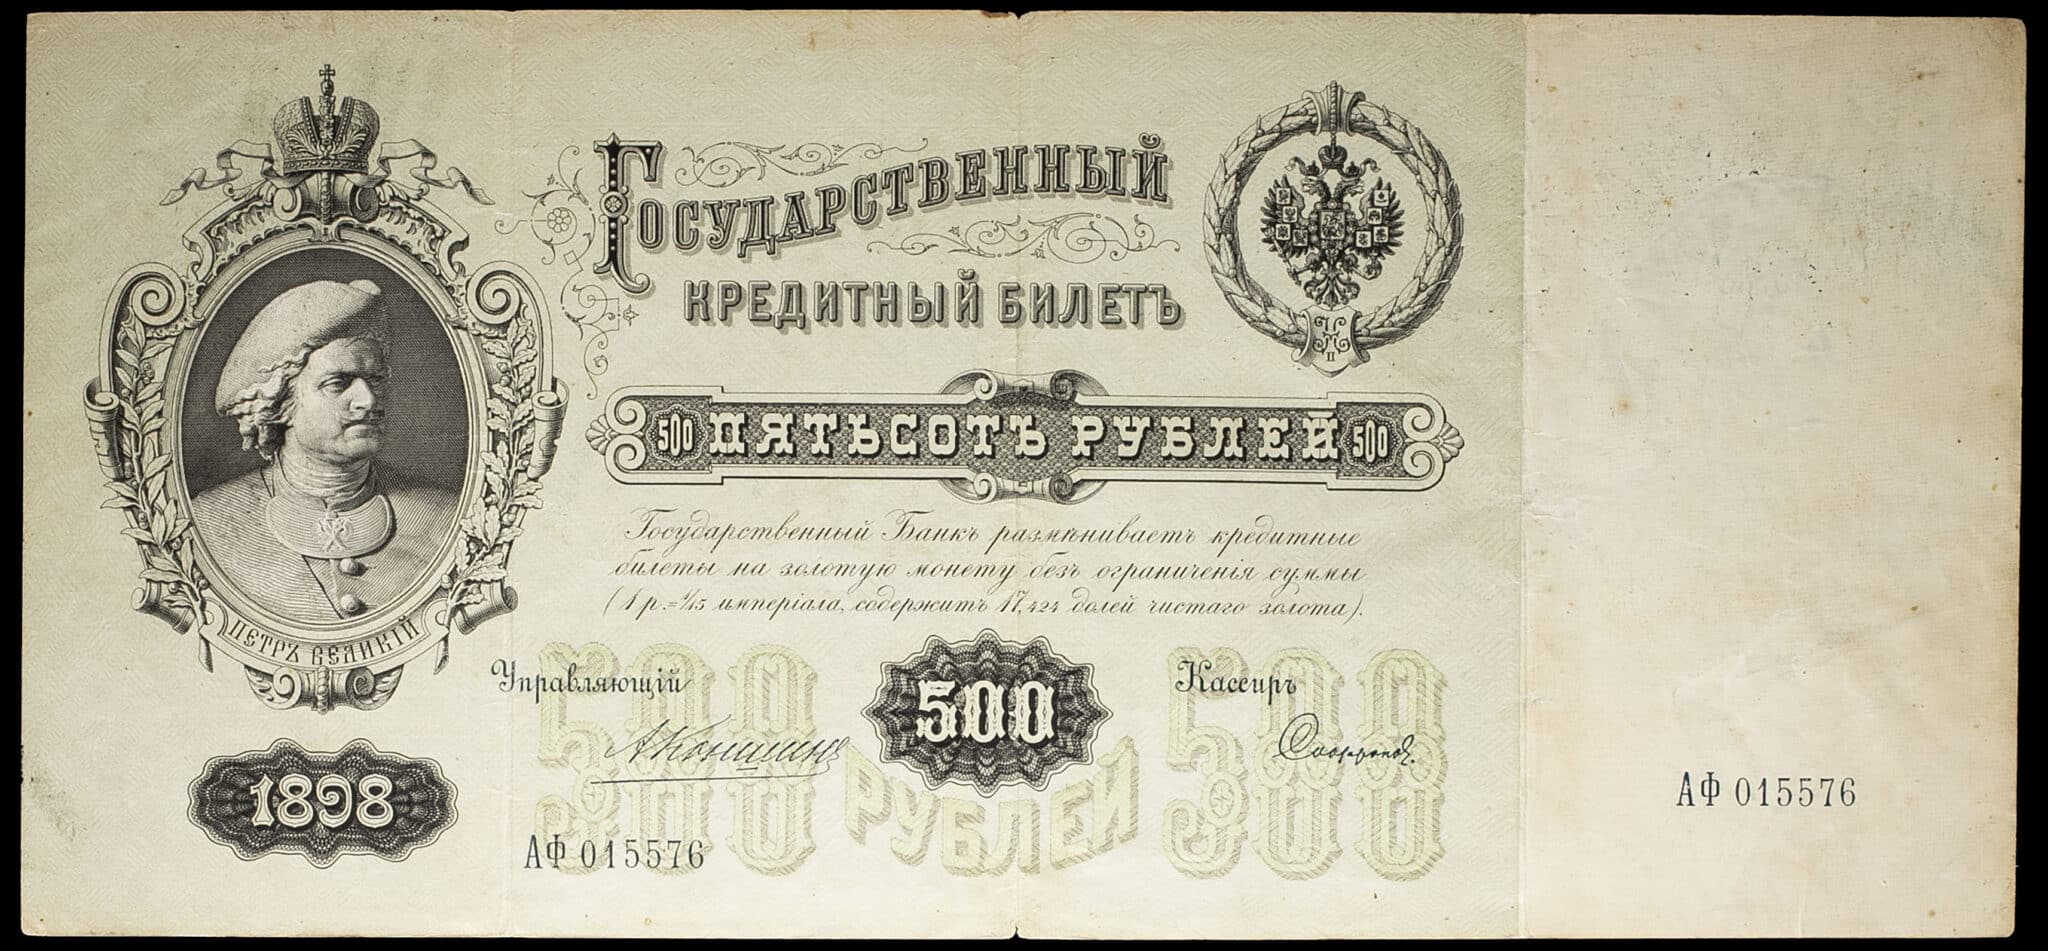 Государственный
кредитный билетъ
500 ПЯТЬСОТЪ РУБЛЕЙ 500
Государственный Банкъ размѣниваетъ кредитные
билеты на золотую монету безъ ограниченія суммы
(1 р.=1/15 имперіала, содержитъ 17,424 долей чистаго золота).
ПЕТРЪ ВЕЛИКІЙ
Управляющій
500
Кассиръ
А Коншинъ
Софронов.
500 500
РУБЛЕЙ
1898
АФ 015576
АФ 015576